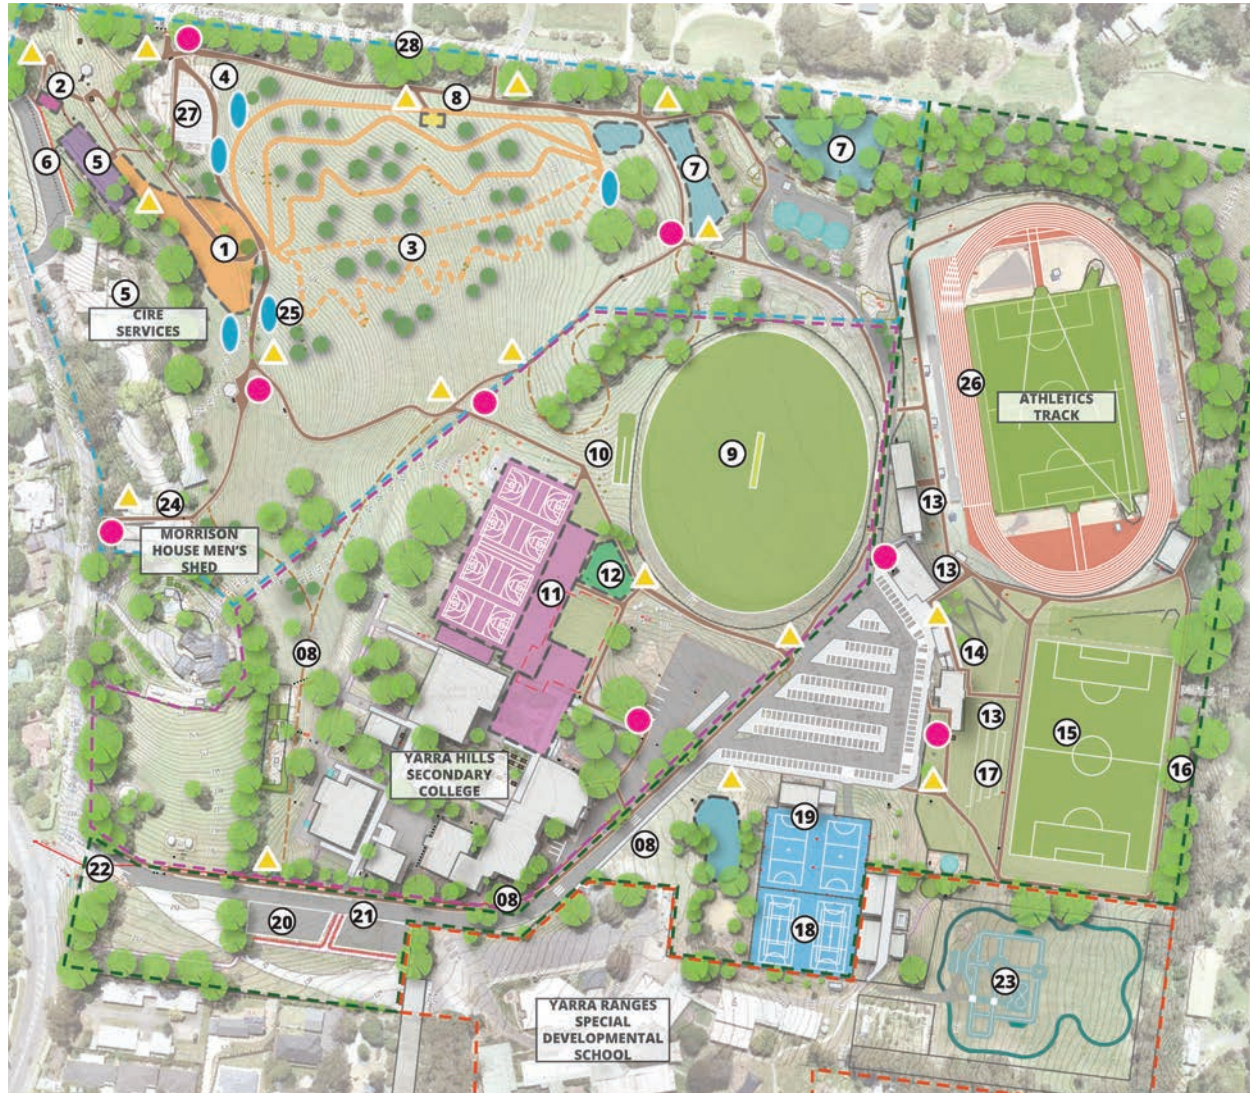 28
2
4
8
27
6
5
7
7
1
3
5
CIRE
SERVICES
25
26
ATHLETICS
TRACK
10
9
24
13
MORRISON
HOUSE MEN'S
SHED
11
12
13
08
14
13
15
16
17
YARRA HILLS
SECONDARY
COLLEGE
19
08
22
08
20
21
18
23
YARRA RANGES
SPECIAL
DEVELOPMENTAL
SCHOOL